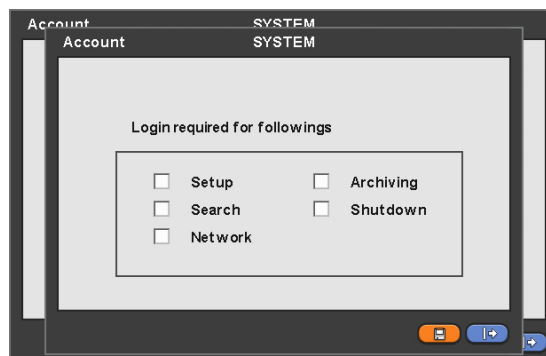 Account SYSTEM
Account SYSTEM
Login required for followings
Setup Archiving
Search Shutdown
Network